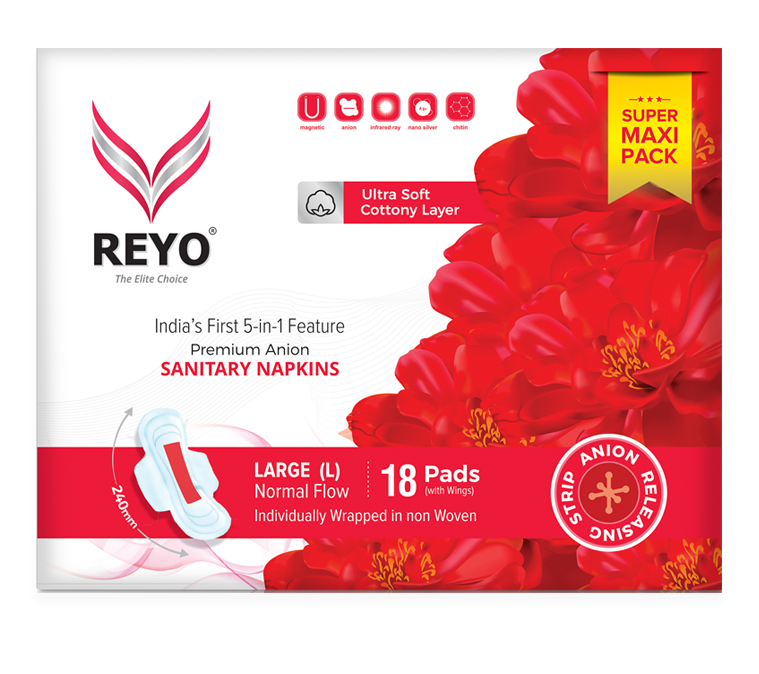 magnetic anion infrared ray nano silver chitin
SUPER
MAXI
PACK
Ultra Soft
Cottony Layer
REYO®
The Elite Choice
India's First 5-in-1 Feature
Premium Anion
SANITARY NAPKINS
240mm
LARGE (L)
Normal Flow
18 Pads
(with Wings)
Individually Wrapped in non Woven
ANION RELEASING STRIP